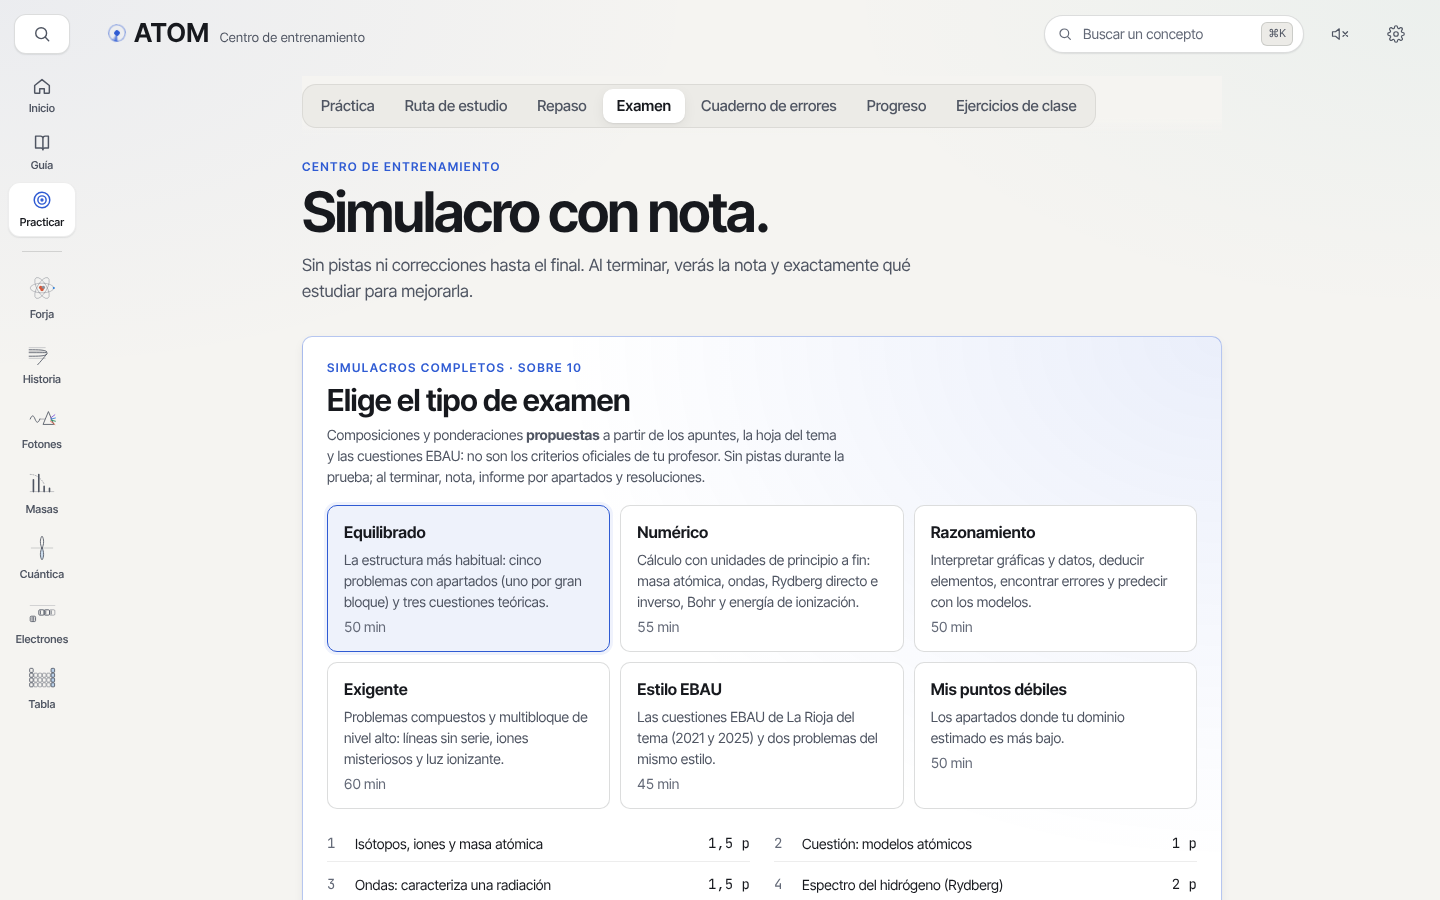 ATOM Centro de entrenamiento
Buscar un concepto ⌘K
Inicio
Guía
Practicar
Forja
Historia
Fotones
Masas
Cuántica
Electrones
Tabla
Práctica Ruta de estudio Repaso Examen Cuaderno de errores Progreso Ejercicios de clase
CENTRO DE ENTRENAMIENTO
Simulacro con nota.
Sin pistas ni correcciones hasta el final. Al terminar, verás la nota y exactamente qué
estudiar para mejorarla.
SIMULACROS COMPLETOS · SOBRE 10
Elige el tipo de examen
Composiciones y ponderaciones propuestas a partir de los apuntes, la hoja del tema
y las cuestiones EBAU: no son los criterios oficiales de tu profesor. Sin pistas durante la
prueba; al terminar, nota, informe por apartados y resoluciones.
Equilibrado
La estructura más habitual: cinco
problemas con apartados (uno por gran
bloque) y tres cuestiones teóricas.
50 min
Numérico
Cálculo con unidades de principio a fin:
masa atómica, ondas, Rydberg directo e
inverso, Bohr y energía de ionización.
55 min
Razonamiento
Interpretar gráficas y datos, deducir
elementos, encontrar errores y predecir
con los modelos.
50 min
Exigente
Problemas compuestos y multibloque de
nivel alto: líneas sin serie, iones
misteriosos y luz ionizante.
60 min
Estilo EBAU
Las cuestiones EBAU de La Rioja del
tema (2021 y 2025) y dos problemas del
mismo estilo.
45 min
Mis puntos débiles
Los apartados donde tu dominio
estimado es más bajo.
50 min
1 Isótopos, iones y masa atómica 1,5 p
2 Cuestión: modelos atómicos 1 p
3 Ondas: caracteriza una radiación 1,5 p
4 Espectro del hidrógeno (Rydberg) 2 p